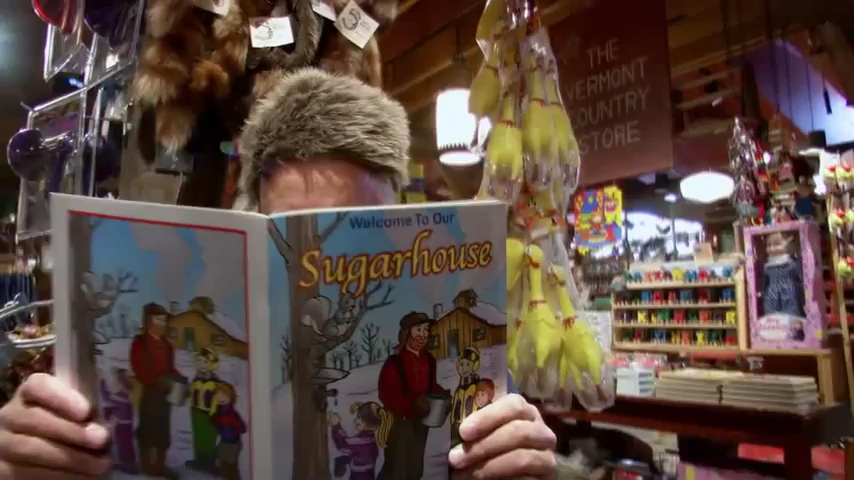 THE
VERMONT
COUNTRY
STORE
Welcome To Our
Sugarhouse